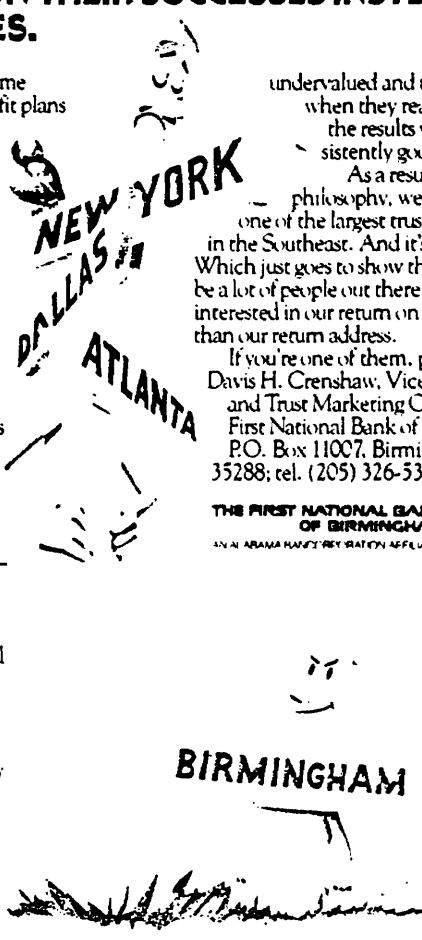 ES.
me
fit plans
undervalued and
when they rea
the results
sistently go
As a resu
philosophy, we
one of the largest trus
in the Southeast. And it's
Which just goes to show th
be a lot of people out there
interested in our return on
than our return address.
If you're one of them, p
Davis H. Crenshaw, Vice
and Trust Marketing O
First National Bank of
P.O. Box 11007, Birmi
35288; tel. (205) 326-53
THE FIRST NATIONAL BA
OF BIRMINGHA
NEW YORK
DALLAS
ATLANTA
BIRMINGHAM